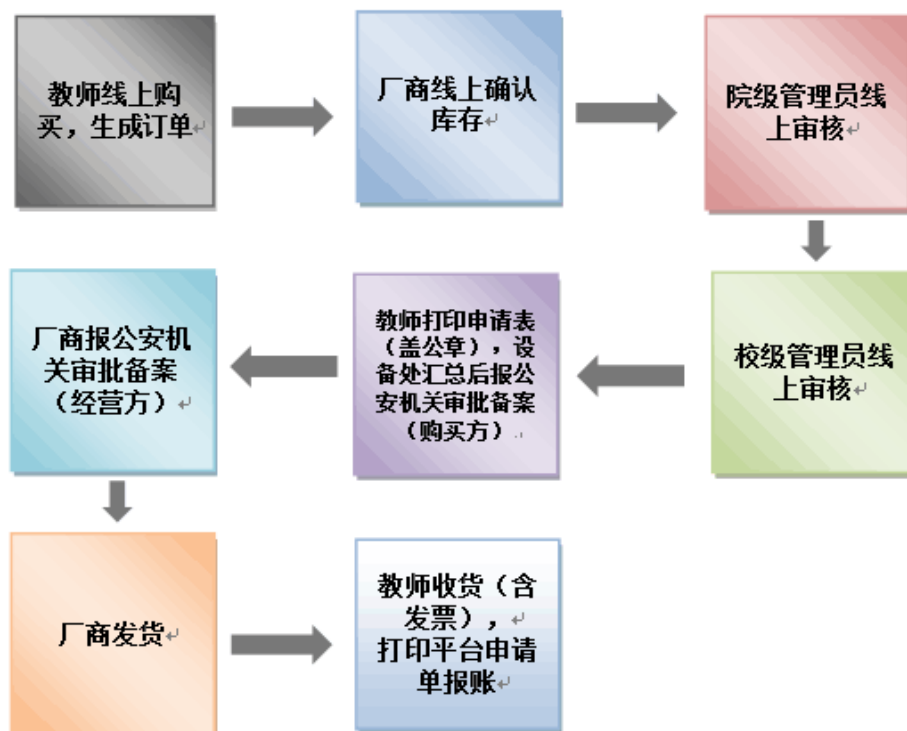 教师线上购
买，生成订单
厂商线上确认
库存
院级管理员线
上审核
校级管理员线
上审核
教师打印申请表
（盖公章），设
备处汇总后报公
安机关审批备案
（购买方）
厂商报公安机
关审批备案
（经营方）
厂商发货
教师收货（含
发票），
打印平台申请
单报账